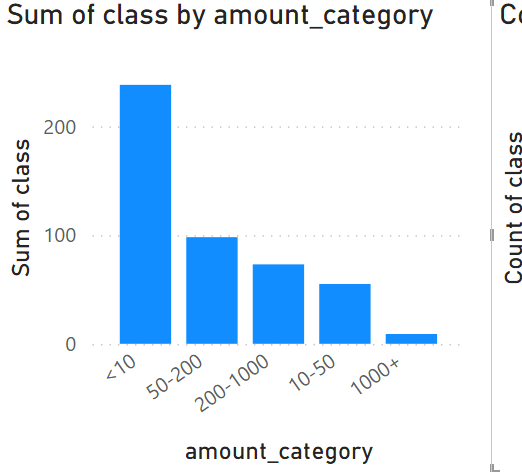 Sum of class by amount_category
Sum of class
200
100
0
<10
50-200
200-1000
10-50
1000+
amount_category
Count of class